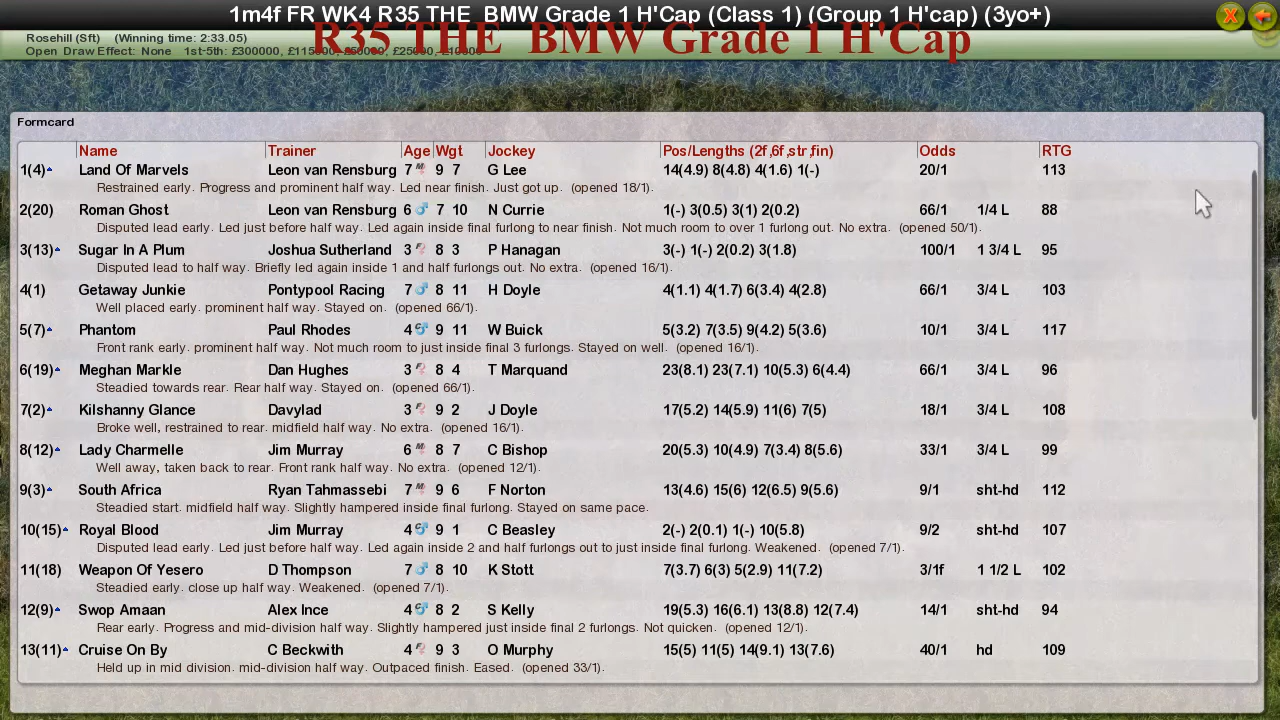 1m4f FR WK4 R35 THE BMW Grade 1 H'Cap (Class 1) (Group 1 H'cap) (3yo+)
R35 THE BMW Grade 1 H'Cap
Rosehill (Sft) (Winning time: 2:33.05)
Open Draw Effect: None 1st-5th: £300000, £115000, £50000, £25000, £10000
Formcard
Name Trainer Age Wgt Jockey Pos/Lengths (2f,6f,str,fin) Odds RTG
1(4) Land Of Marvels Leon van Rensburg 7 9 7 G Lee 14(4.9) 8(4.8) 4(1.6) 1(-) 20/1 113
Restrained early. Progress and prominent half way. Led near finish. Just got up. (opened 18/1).
2(20) Roman Ghost Leon van Rensburg 6 7 10 N Currie 1(-) 3(0.5) 3(1) 2(0.2) 66/1 1/4 L 88
Disputed lead early. Led just before half way. Led again inside final furlong to near finish. Not much room to over 1 furlong out. No extra. (opened 50/1).
3(13) Sugar In A Plum Joshua Sutherland 3 8 3 P Hanagan 3(-) 1(-) 2(0.2) 3(1.8) 100/1 1 3/4 L 95
Disputed lead to half way. Briefly led again inside 1 and half furlongs out. No extra. (opened 16/1).
4(1) Getaway Junkie Pontypool Racing 7 8 11 H Doyle 4(1.1) 4(1.7) 6(3.4) 4(2.8) 66/1 3/4 L 103
Well placed early. prominent half way. Stayed on. (opened 66/1).
5(7) Phantom Paul Rhodes 4 9 11 W Buick 5(3.2) 7(3.5) 9(4.2) 5(3.6) 10/1 3/4 L 117
Front rank early. prominent half way. Not much room to just inside final 3 furlongs. Stayed on well. (opened 16/1).
6(19) Meghan Markle Dan Hughes 3 8 4 T Marquand 23(8.1) 23(7.1) 10(5.3) 6(4.4) 66/1 3/4 L 96
Steadied towards rear. Rear half way. Stayed on. (opened 66/1).
7(2) Kilshanny Glance Davylad 3 9 2 J Doyle 17(5.2) 14(5.9) 11(6) 7(5) 18/1 3/4 L 108
Broke well, restrained to rear. midfield half way. No extra. (opened 16/1).
8(12) Lady Charmelle Jim Murray 6 8 7 C Bishop 20(5.3) 10(4.9) 7(3.4) 8(5.6) 33/1 3/4 L 99
Well away, taken back to rear. Front rank half way. No extra. (opened 12/1).
9(3) South Africa Ryan Tahmassebi 7 9 6 F Norton 13(4.6) 15(6) 12(6.5) 9(5.6) 9/1 sht-hd 112
Steadied start. midfield half way. Slightly hampered inside final furlong. Stayed on same pace.
10(15) Royal Blood Jim Murray 4 9 1 C Beasley 2(-) 2(0.1) 1(-) 10(5.8) 9/2 sht-hd 107
Disputed lead early. Led just before half way. Led again inside 2 and half furlongs out to just inside final furlong. Weakened. (opened 7/1).
11(18) Weapon Of Yesero D Thompson 7 8 10 K Stott 7(3.7) 6(3) 5(2.9) 11(7.2) 3/1f 1 1/2 L 102
Steadied early. close up half way. Weakened. (opened 7/1).
12(9) Swop Amaan Alex Ince 4 8 2 S Kelly 19(5.3) 16(6.1) 13(8.8) 12(7.4) 14/1 sht-hd 94
Rear early. Progress and mid-division half way. Slightly hampered just inside final 2 furlongs. Not quicken. (opened 12/1).
13(11) Cruise On By C Beckwith 4 9 3 O Murphy 15(5) 11(5) 14(9.1) 13(7.6) 40/1 hd 109
Held up in mid division. mid-division half way. Outpaced finish. Eased. (opened 33/1).